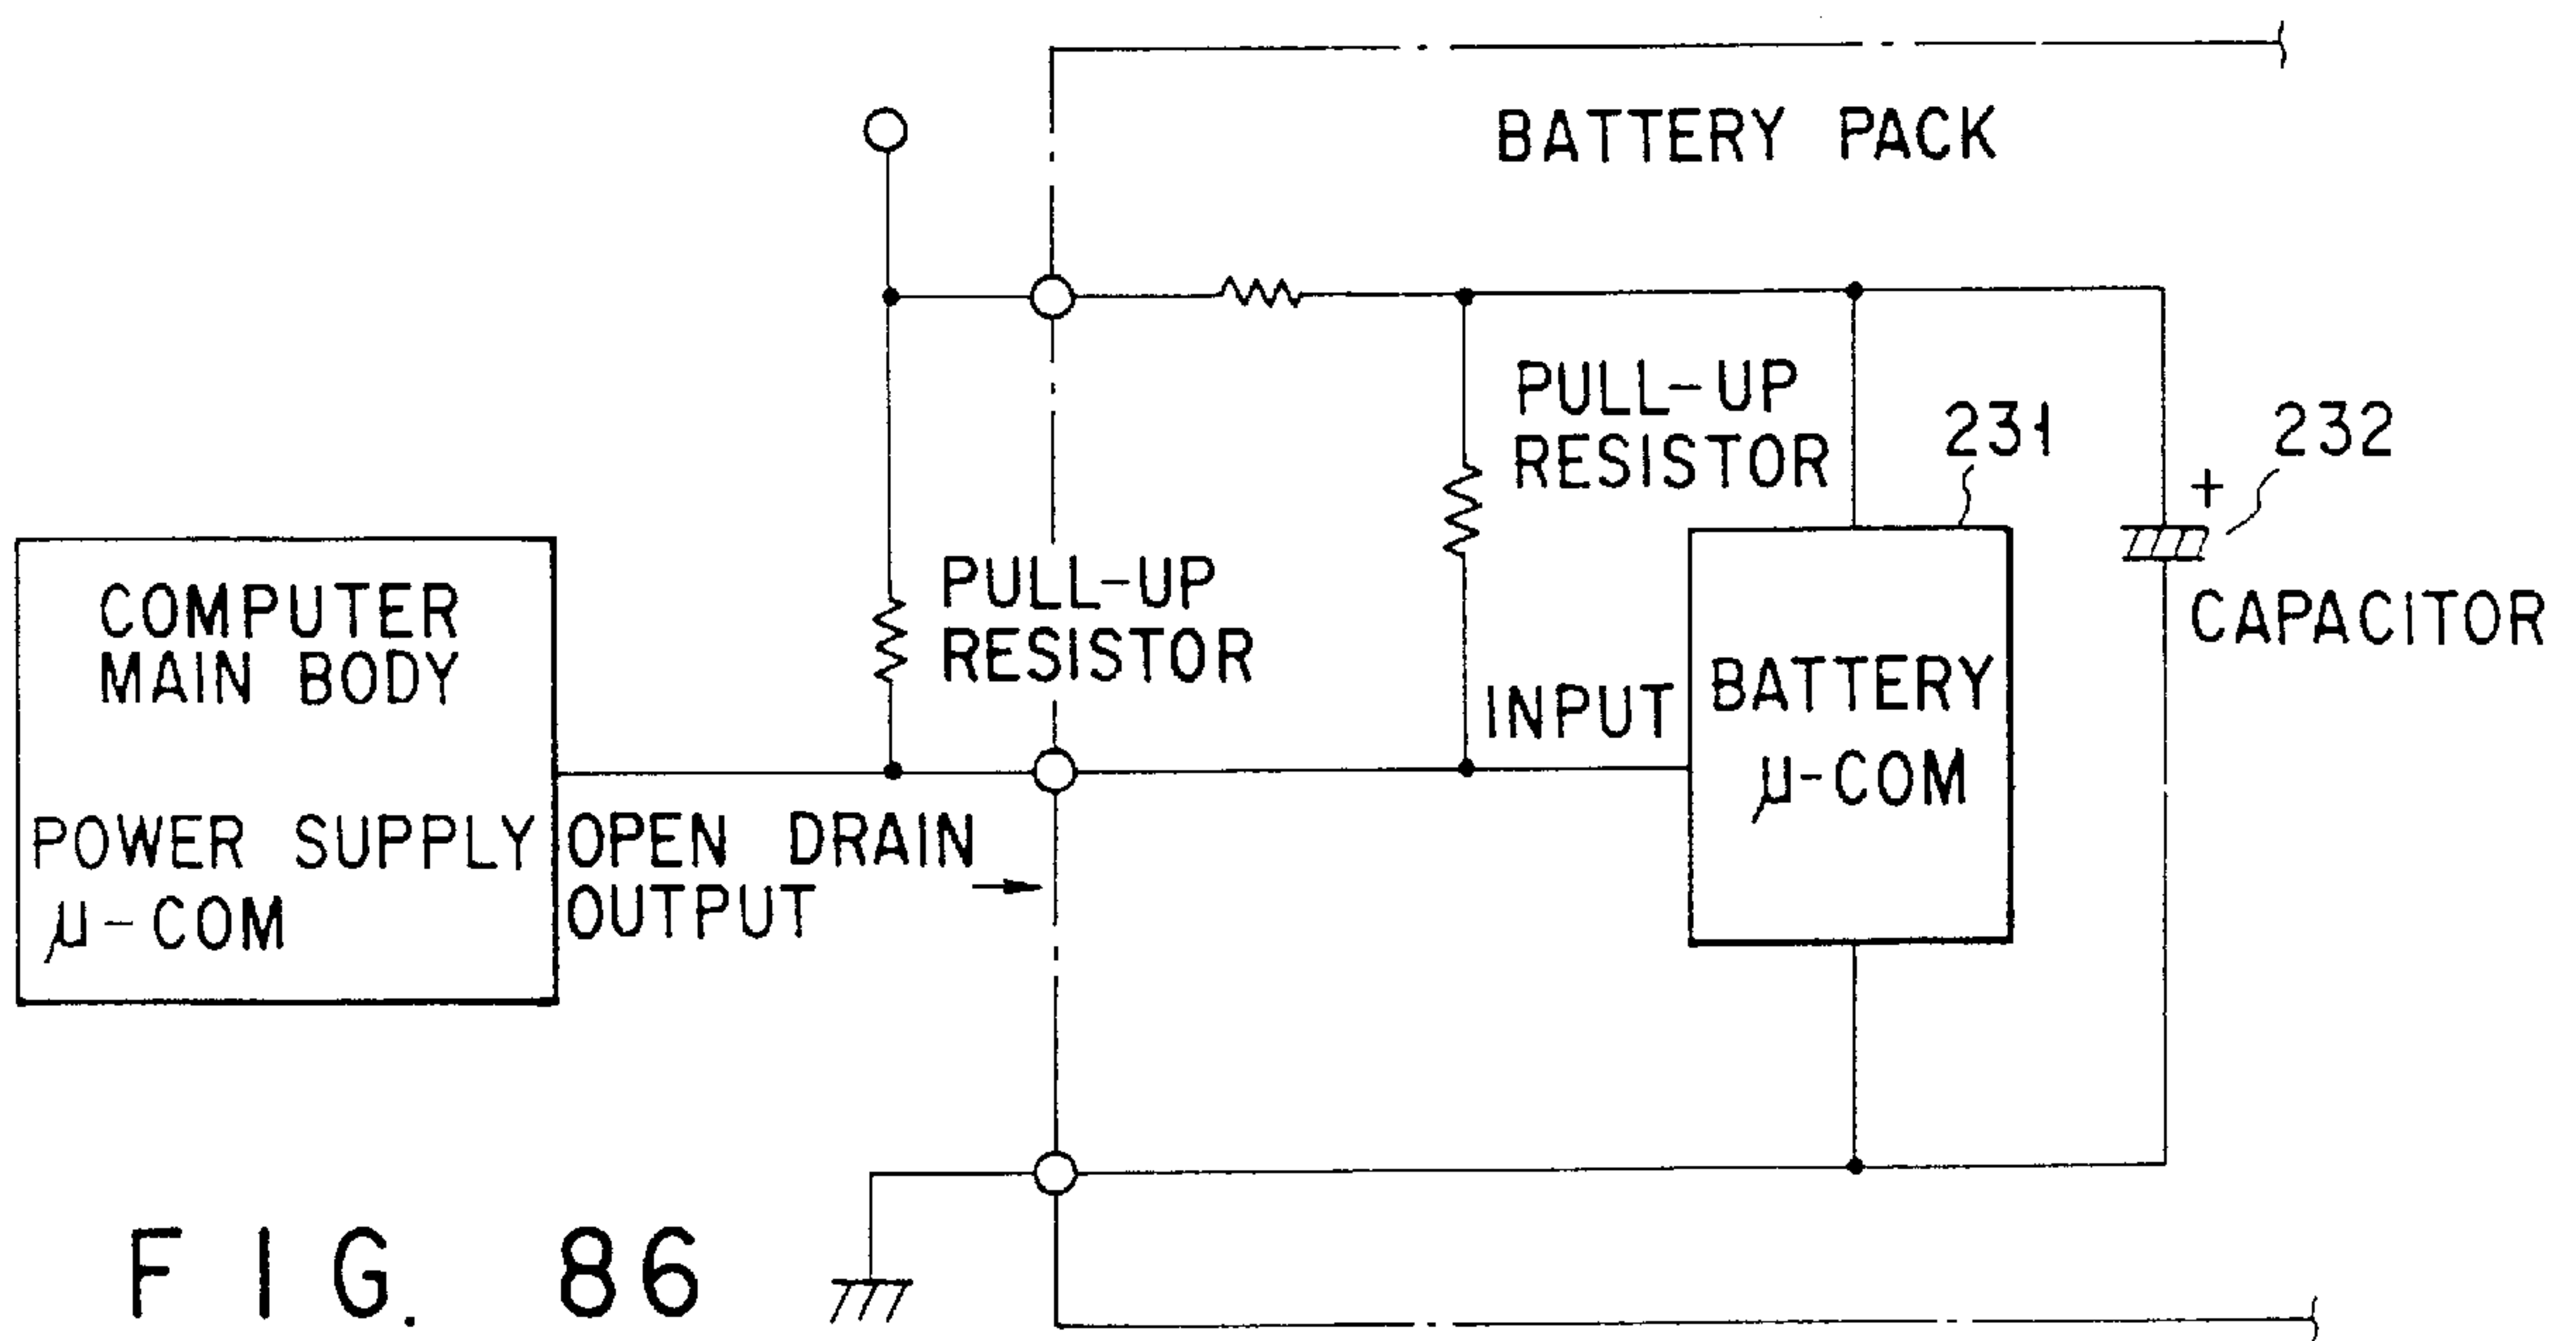 BATTERY PACK
PULL-UP
RESISTOR
231
232
+
CAPACITOR
COMPUTER
MAIN BODY
POWER SUPPLY
μ-COM
PULL-UP
RESISTOR
INPUT
BATTERY
μ-COM
OPEN DRAIN
OUTPUT
FIG. 86